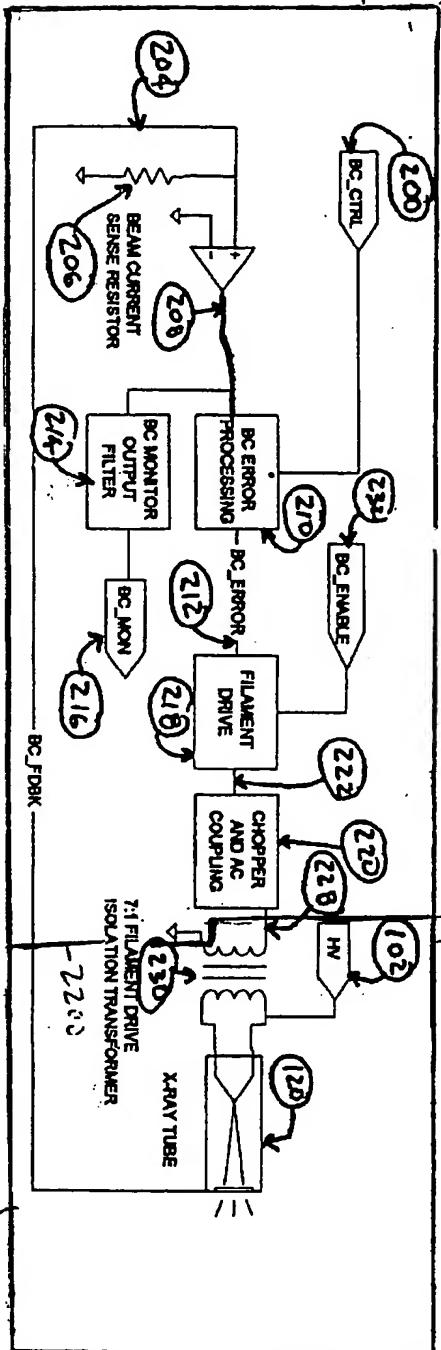 200
BC_CTRL
232
BC_ENABLE
102
HV
204
206
BEAM CURRENT
SENSE RESISTOR
+
-
208
BC ERROR
PROCESSING
210
BC_ERROR
212
FILAMENT
DRIVE
218
222
CHOPPER
AND AC
COUPLING
220
228
230
7:1 FILAMENT DRIVE
ISOLATION TRANSFORMER
-2200
120
X-RAY TUBE
214
BC MONITOR
OUTPUT
FILTER
BC_MON
216
BC_FDBK